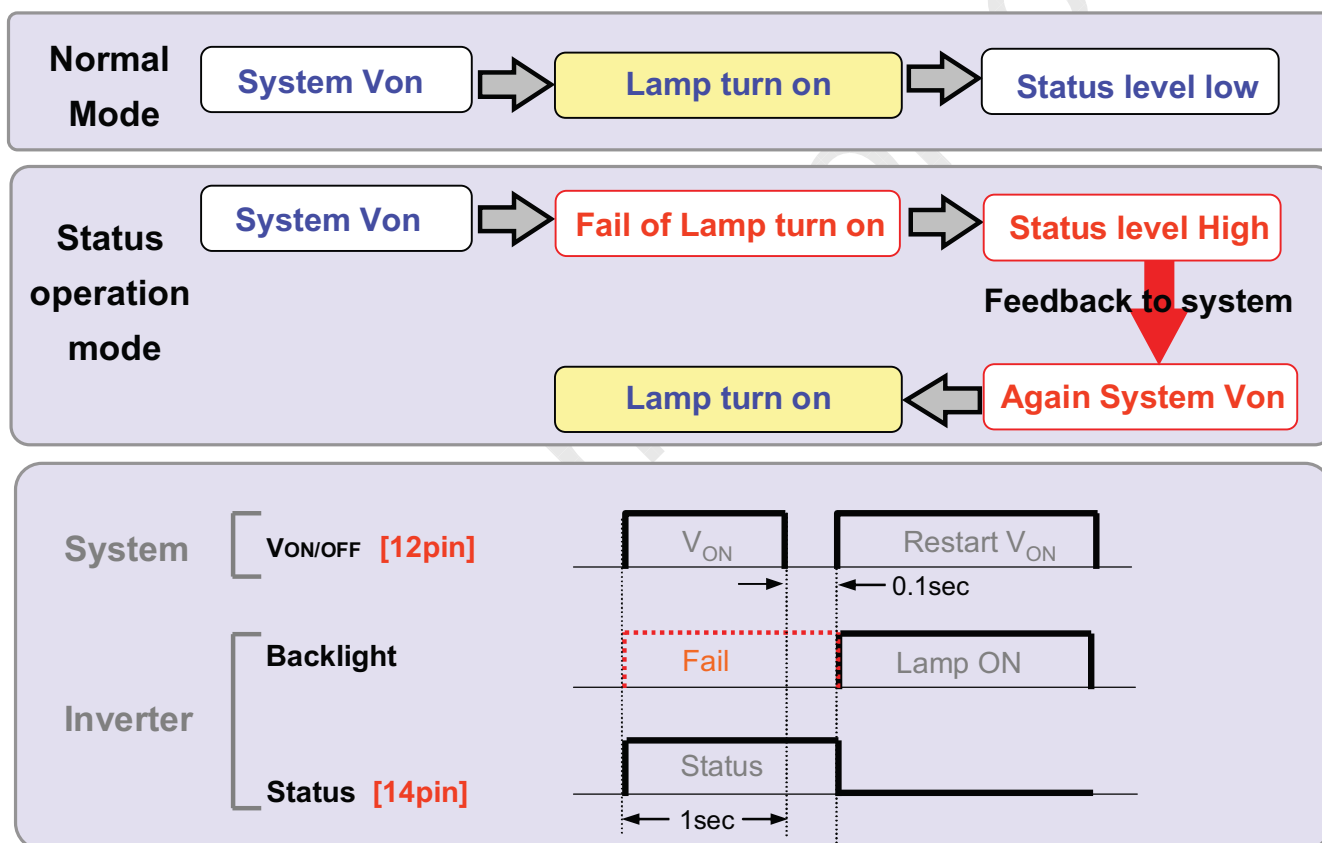 Normal
Mode
System Von
Lamp turn on
Status level low
Status
operation
mode
System Von
Fail of Lamp turn on
Status level High
Feedback to system
Lamp turn on
Again System Von
System
VON/OFF [12pin]
VON
Restart VON
0.1sec
Inverter
Backlight
Fail
Lamp ON
Status [14pin]
Status
1sec